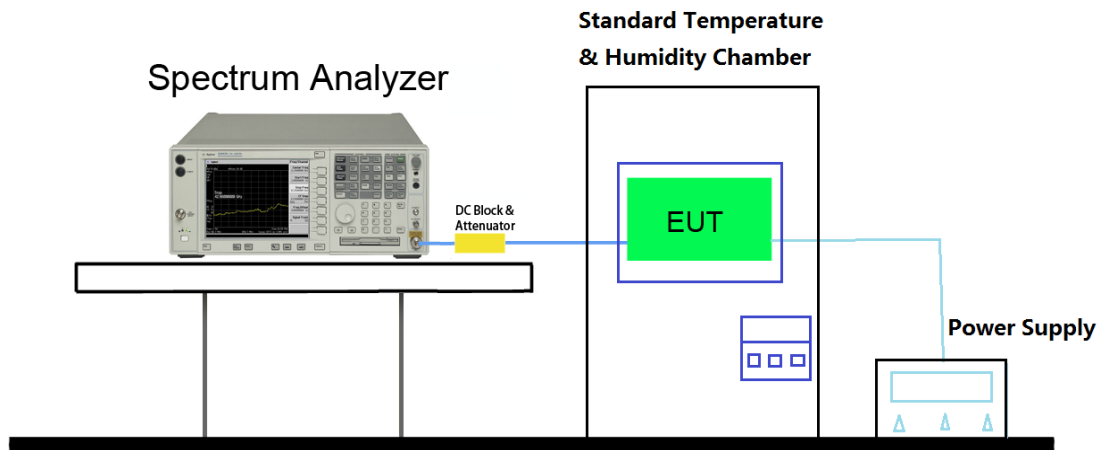 Standard Temperature
& Humidity Chamber
Spectrum Analyzer
DC Block &
Attenuator
EUT
Power Supply